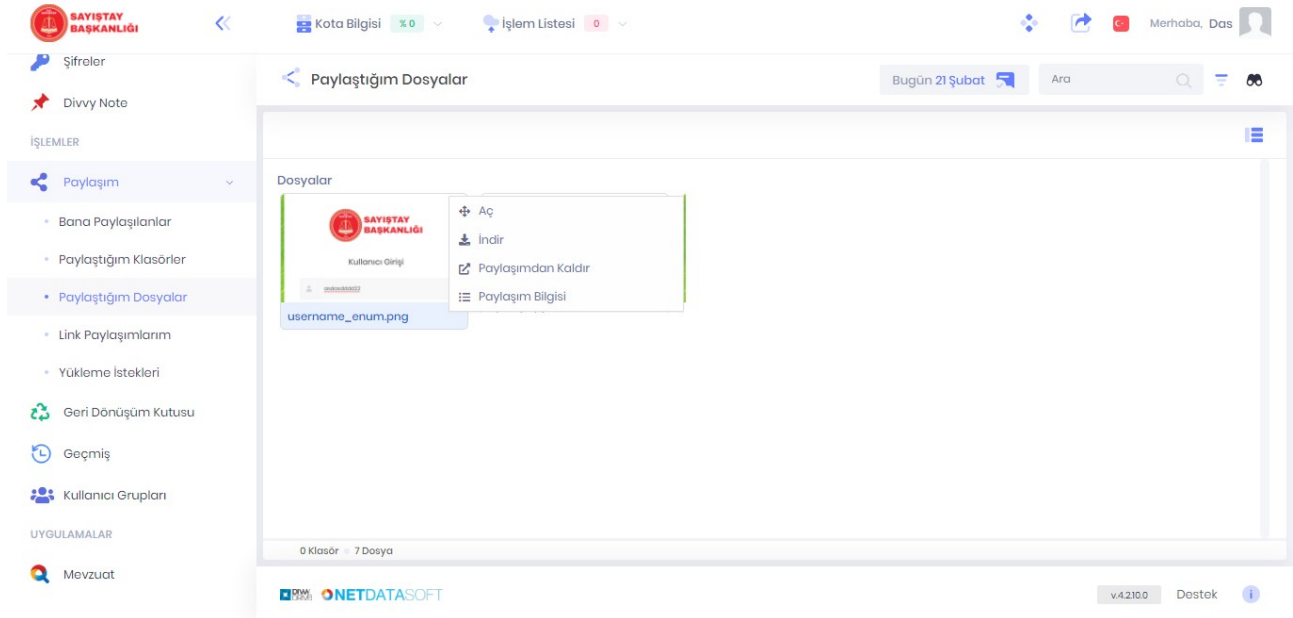 SAYIŞTAY
BAŞKANLIĞI
Kota Bilgisi %0
İşlem Listesi 0
Merhaba, Das
Şifreler
Divvy Note
İŞLEMLER
Paylaşım
Bana Paylaşılanlar
Paylaştığım Klasörler
Paylaştığım Dosyalar
Link Paylaşımlarım
Yükleme İstekleri
Geri Dönüşüm Kutusu
Geçmiş
Kullanıcı Grupları
UYGULAMALAR
Mevzuat
Paylaştığım Dosyalar
Bugün 21 Şubat
Ara
Dosyalar
SAYIŞTAY
BAŞKANLIĞI
Kullanıcı Girişi
username_enum.png
Aç
İndir
Paylaşımdan Kaldır
Paylaşım Bilgisi
0 Klasör 7 Dosya
NETDATASOFT
v.4.2.10.0
Destek